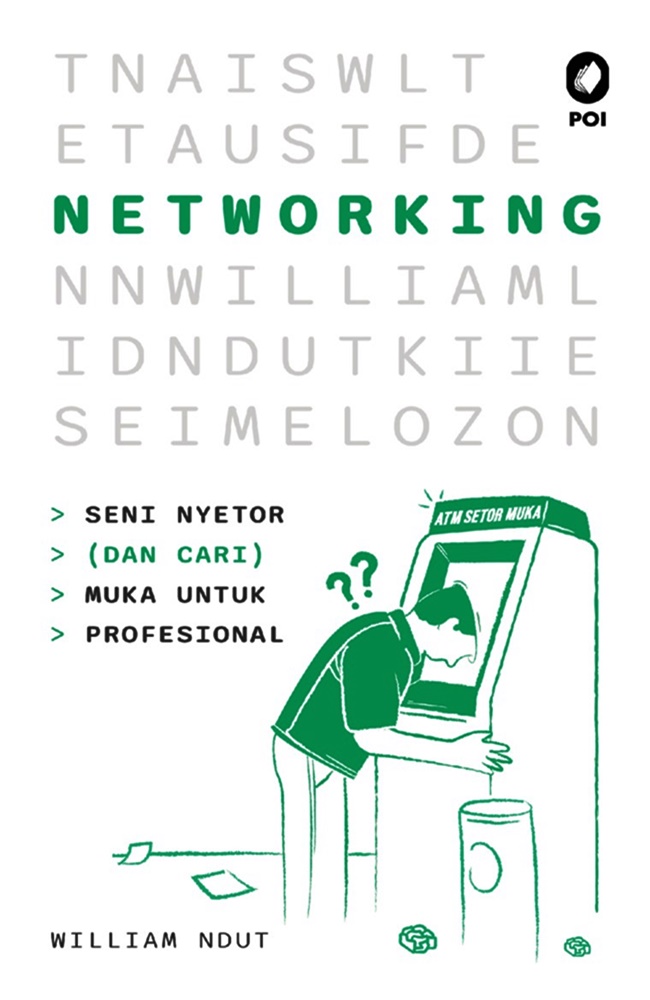 TNAISWLT
POI
ETAUSIFDE
NETWORKING
NNWILLIAML
IDNDUTKIIE
SEIMELOZON
> SENI NYETOR
> (DAN CARI)
> MUKA UNTUK
> PROFESIONAL
ATM SETOR MUKA
??
WILLIAM NDUT